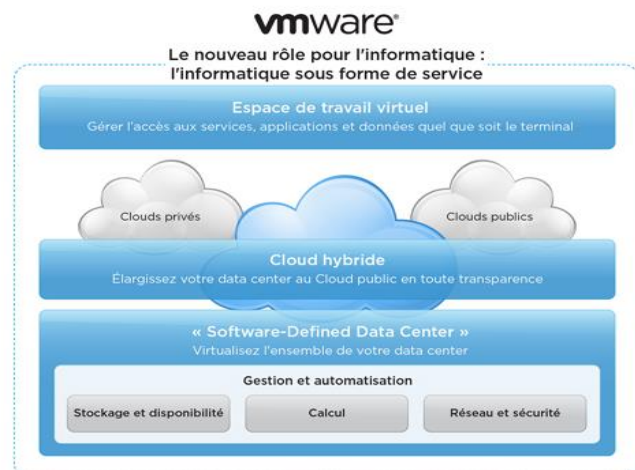 vmware®
Le nouveau rôle pour l'informatique :
l'informatique sous forme de service
Espace de travail virtuel
Gérer l'accès aux services, applications et données quel que soit le terminal
Clouds privés
Clouds publics
Cloud hybride
Élargissez votre data center au Cloud public en toute transparence
« Software-Defined Data Center »
Virtualisez l'ensemble de votre data center
Gestion et automatisation
Stockage et disponibilité
Calcul
Réseau et sécurité